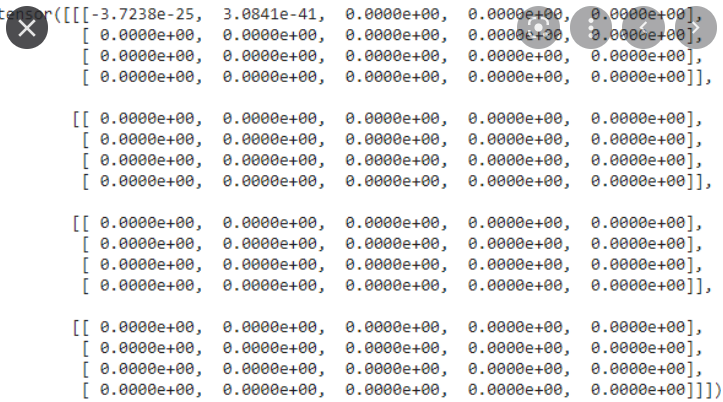 tensor([[[-3.7238e-25, 3.0841e-41, 0.0000e+00, 0.0000e+00, 0.0000e+00],
[ 0.0000e+00, 0.0000e+00, 0.0000e+00, 0.0000e+00, 0.0000e+00],
[ 0.0000e+00, 0.0000e+00, 0.0000e+00, 0.0000e+00, 0.0000e+00],
[ 0.0000e+00, 0.0000e+00, 0.0000e+00, 0.0000e+00, 0.0000e+00]],
[[ 0.0000e+00, 0.0000e+00, 0.0000e+00, 0.0000e+00, 0.0000e+00],
[ 0.0000e+00, 0.0000e+00, 0.0000e+00, 0.0000e+00, 0.0000e+00],
[ 0.0000e+00, 0.0000e+00, 0.0000e+00, 0.0000e+00, 0.0000e+00],
[ 0.0000e+00, 0.0000e+00, 0.0000e+00, 0.0000e+00, 0.0000e+00]],
[[ 0.0000e+00, 0.0000e+00, 0.0000e+00, 0.0000e+00, 0.0000e+00],
[ 0.0000e+00, 0.0000e+00, 0.0000e+00, 0.0000e+00, 0.0000e+00],
[ 0.0000e+00, 0.0000e+00, 0.0000e+00, 0.0000e+00, 0.0000e+00],
[ 0.0000e+00, 0.0000e+00, 0.0000e+00, 0.0000e+00, 0.0000e+00]],
[[ 0.0000e+00, 0.0000e+00, 0.0000e+00, 0.0000e+00, 0.0000e+00],
[ 0.0000e+00, 0.0000e+00, 0.0000e+00, 0.0000e+00, 0.0000e+00],
[ 0.0000e+00, 0.0000e+00, 0.0000e+00, 0.0000e+00, 0.0000e+00],
[ 0.0000e+00, 0.0000e+00, 0.0000e+00, 0.0000e+00, 0.0000e+00]]])